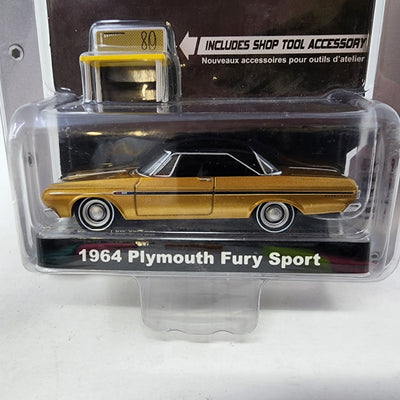 80
INCLUDES SHOP TOOL ACCESSORY
Nouveaux accessoires pour outils d'atelier
1964 Plymouth Fury Sport